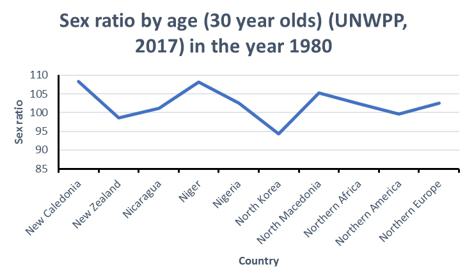 Sex ratio by age (30 year olds) (UNWPP,
2017) in the year 1980
110
105
100
95
90
85
Sex ratio
New Caledonia
New Zealand
Nicaragua
Niger
Nigeria
North Korea
North Macedonia
Northern Africa
Northern America
Northern Europe
Country